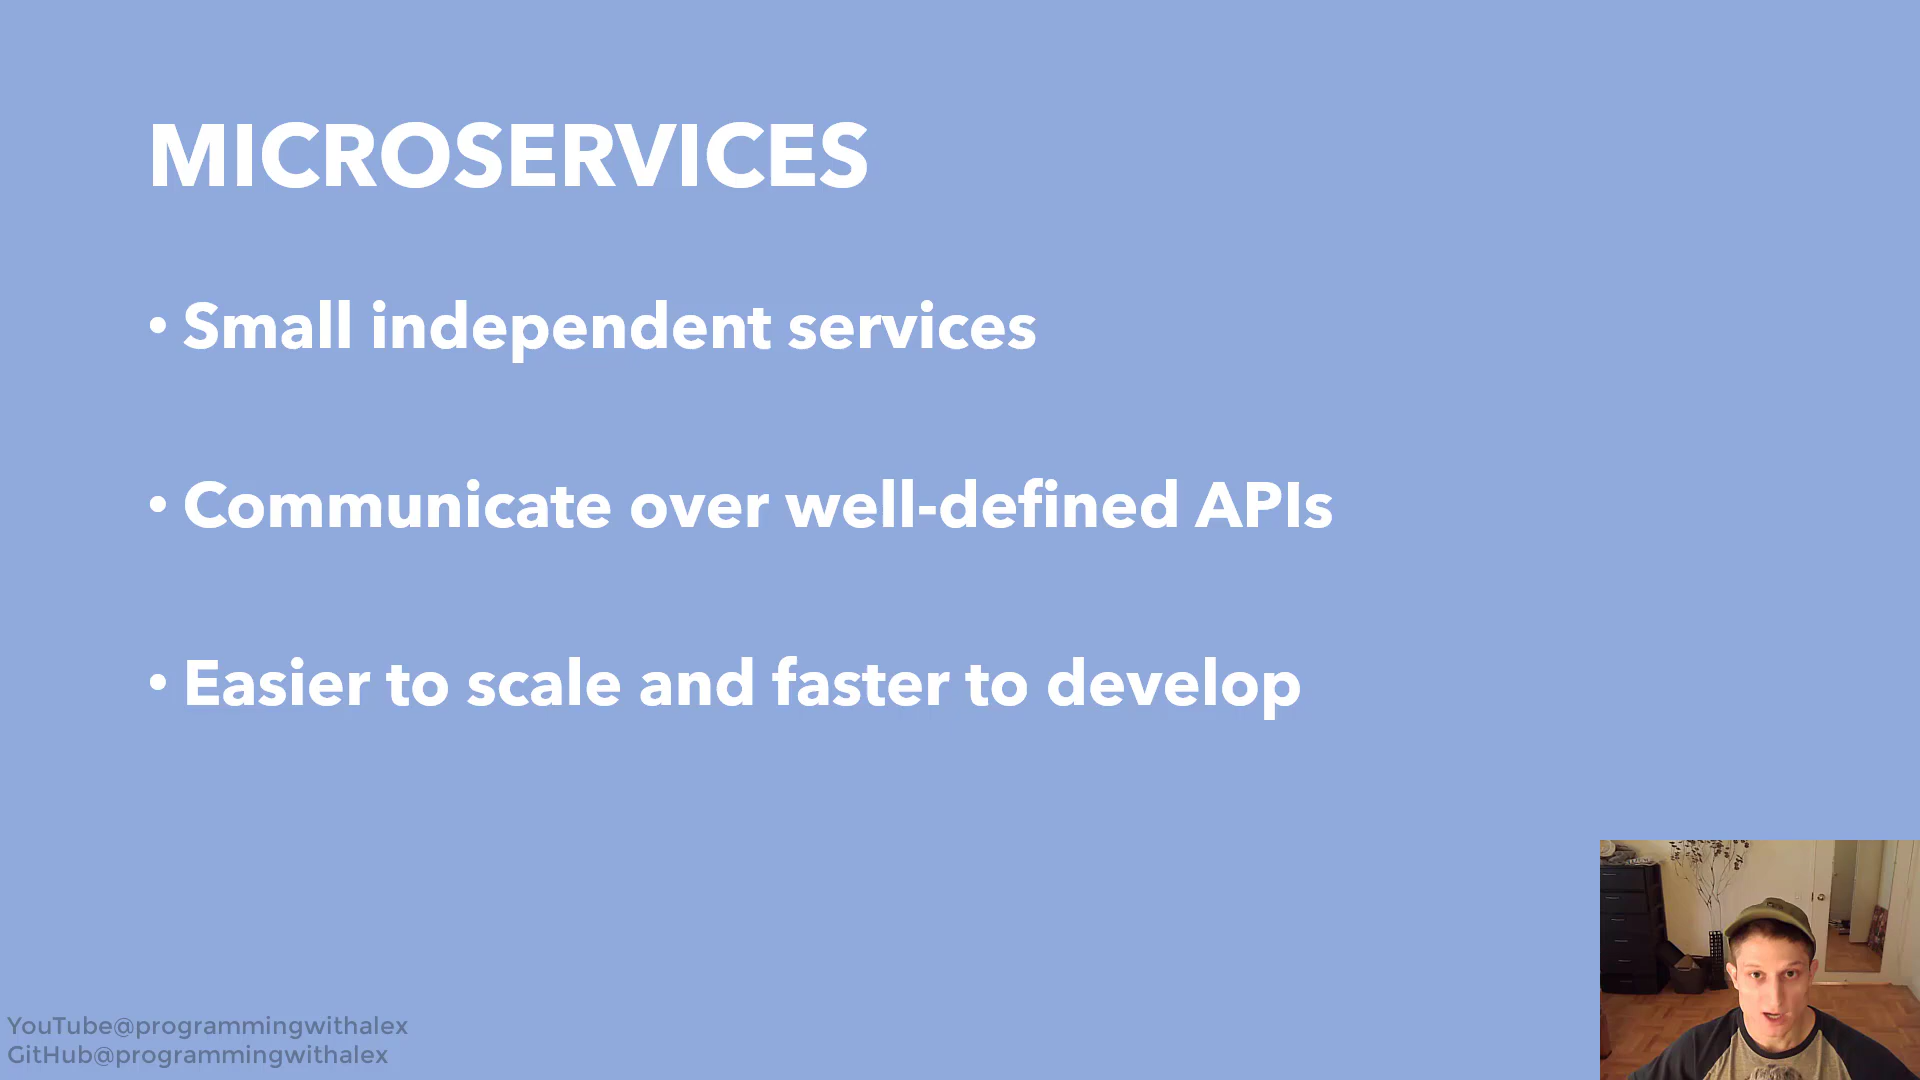 MICROSERVICES
• Small independent services
• Communicate over well-defined APIs
• Easier to scale and faster to develop
YouTube@programmingwithalex
GitHub@programmingwithalex